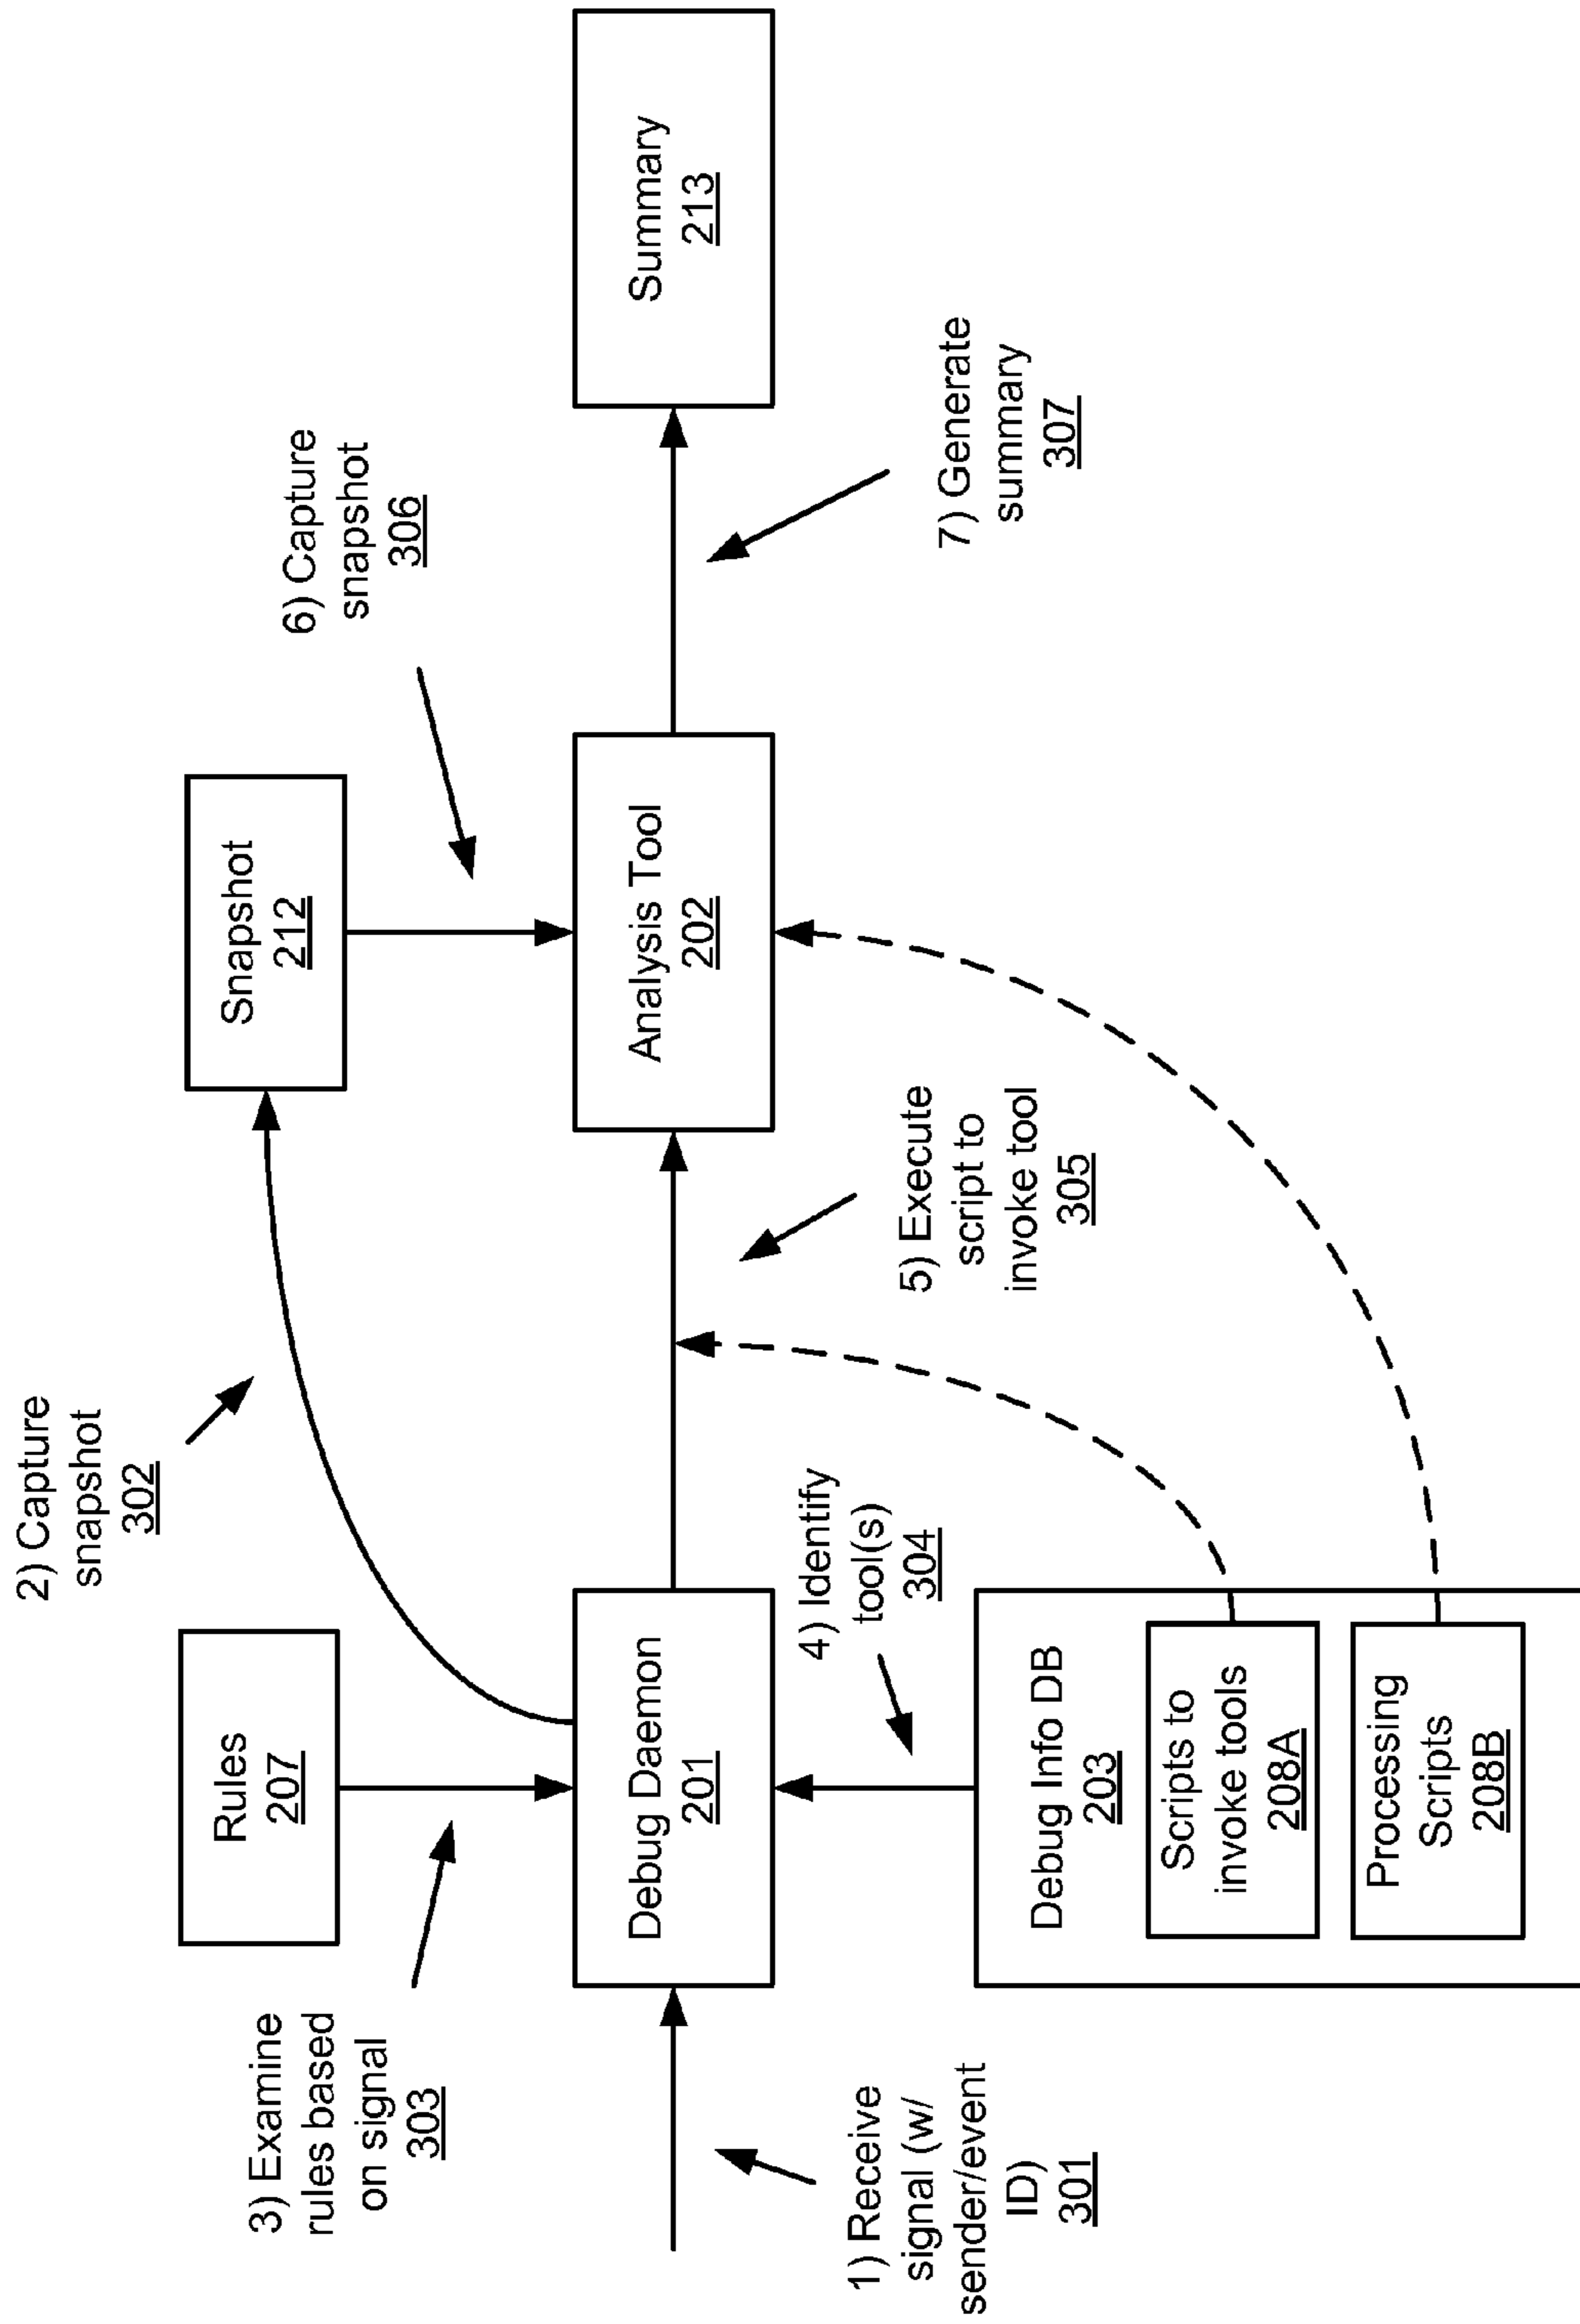 2) Capture
snapshot
302
6) Capture
snapshot
306
3) Examine
rules based
on signal
303
Rules
207
Snapshot
212
Debug Daemon
201
Analysis Tool
202
Summary
213
1) Receive
signal (w/
sender/event
ID)
301
4) Identify
tool(s)
304
5) Execute
script to
invoke tool
305
7) Generate
summary
307
Debug Info DB
203
Scripts to
invoke tools
208A
Processing
Scripts
208B